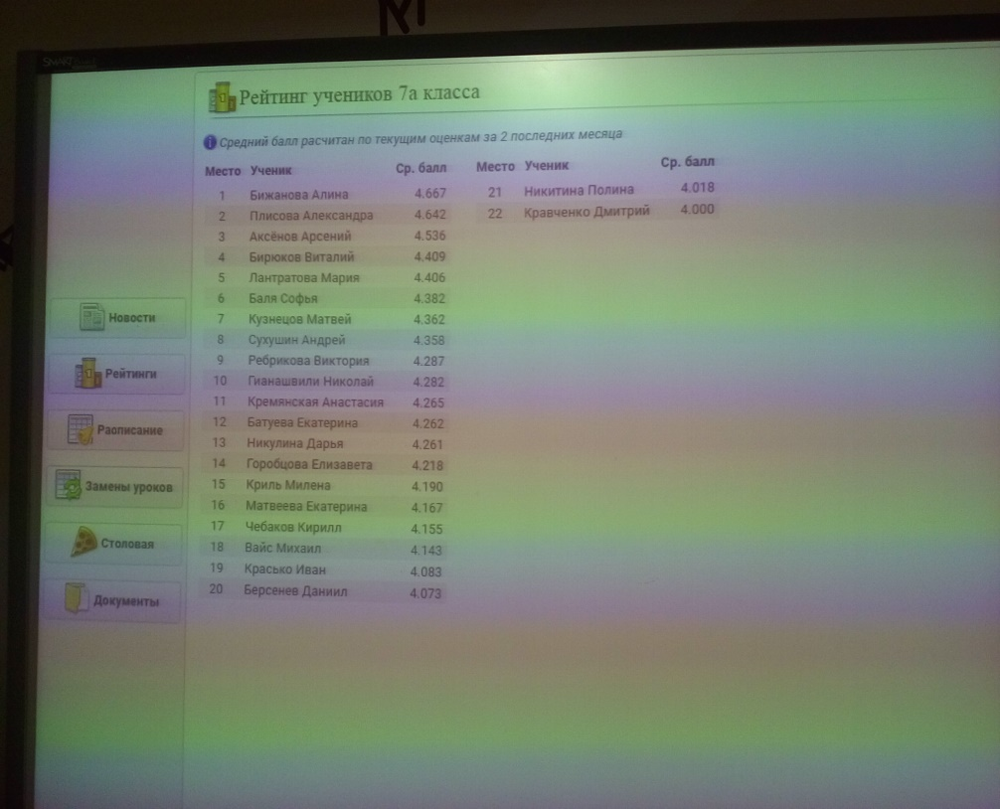 SMART
Рейтинг учеников 7а класса
Средний балл расчитан по текущим оценкам за 2 последних месяца
Место Ученик Ср. балл
1 Бижанова Алина 4.667
2 Плисова Александра 4.642
3 Аксёнов Арсений 4.536
4 Бирюков Виталий 4.409
5 Лантратова Мария 4.406
6 Баля Софья 4.382
7 Кузнецов Матвей 4.362
8 Сухушин Андрей 4.358
9 Ребрикова Виктория 4.287
10 Гианашвили Николай 4.282
11 Кремянская Анастасия 4.265
12 Батуева Екатерина 4.262
13 Никулина Дарья 4.261
14 Горобцова Елизавета 4.218
15 Криль Милена 4.190
16 Матвеева Екатерина 4.167
17 Чебаков Кирилл 4.155
18 Вайс Михаил 4.143
19 Красько Иван 4.083
20 Берсенев Даниил 4.073
Место Ученик Ср. балл
21 Никитина Полина 4.018
22 Кравченко Дмитрий 4.000
Новости
Рейтинги
Расписание
Замены уроков
Столовая
Документы